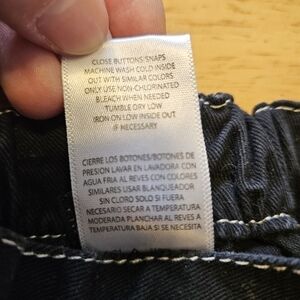 CLOSE BUTTONS/SNAPS
MACHINE WASH COLD INSIDE
OUT WITH SIMILAR COLORS
ONLY USE NON-CHLORINATED
BLEACH WHEN NEEDED
TUMBLE DRY LOW
IRON ON LOW INSIDE OUT
IF NECESSARY
CIERRE LOS BOTONES/BOTONES DE
PRESION LAVAR EN LAVADORA CON
AGUA FRIA AL REVES CON COLORES
SIMILARES USAR BLANQUEADOR
SIN CLORO SOLO SI FUERA
NECESARIO SECAR A TEMPERATURA
MODERADA PLANCHAR AL REVES A
TEMPERATURA BAJA SI SE NECESITA